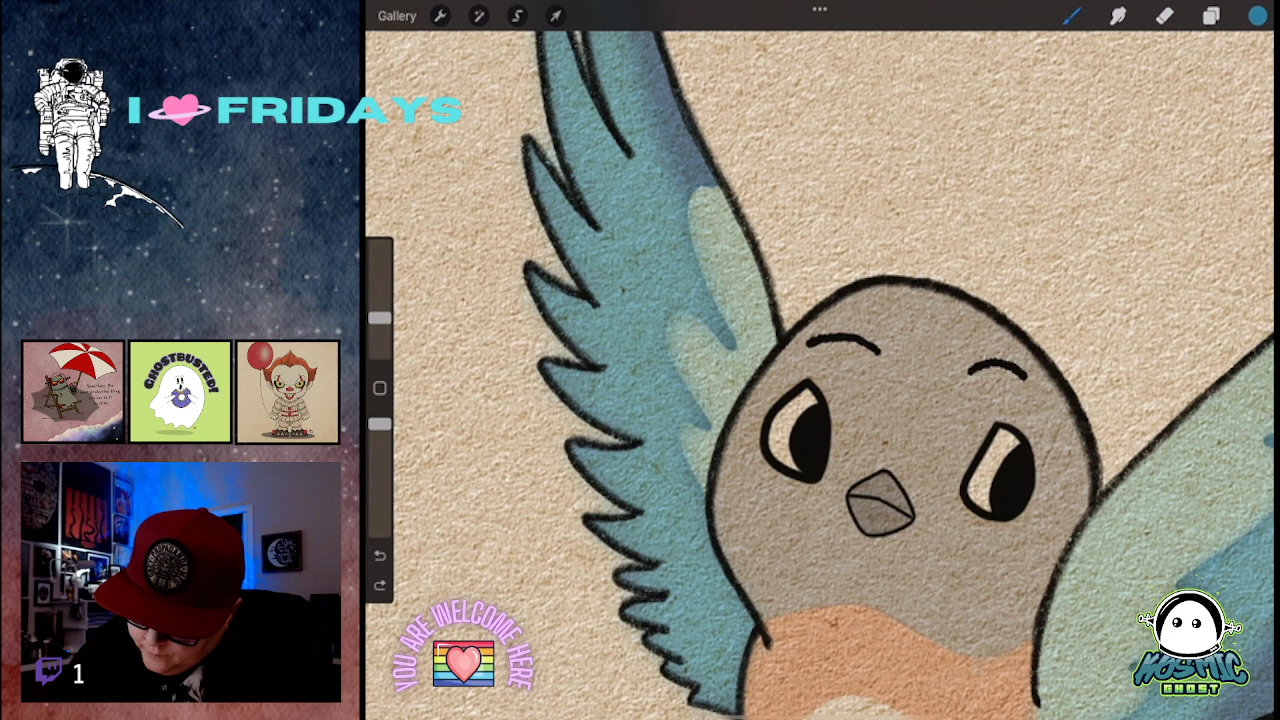 Gallery
I FRIDAYS
GHOSTBUSTED!
YOU ARE WELCOME HERE
1
KOSMIC
GHOST